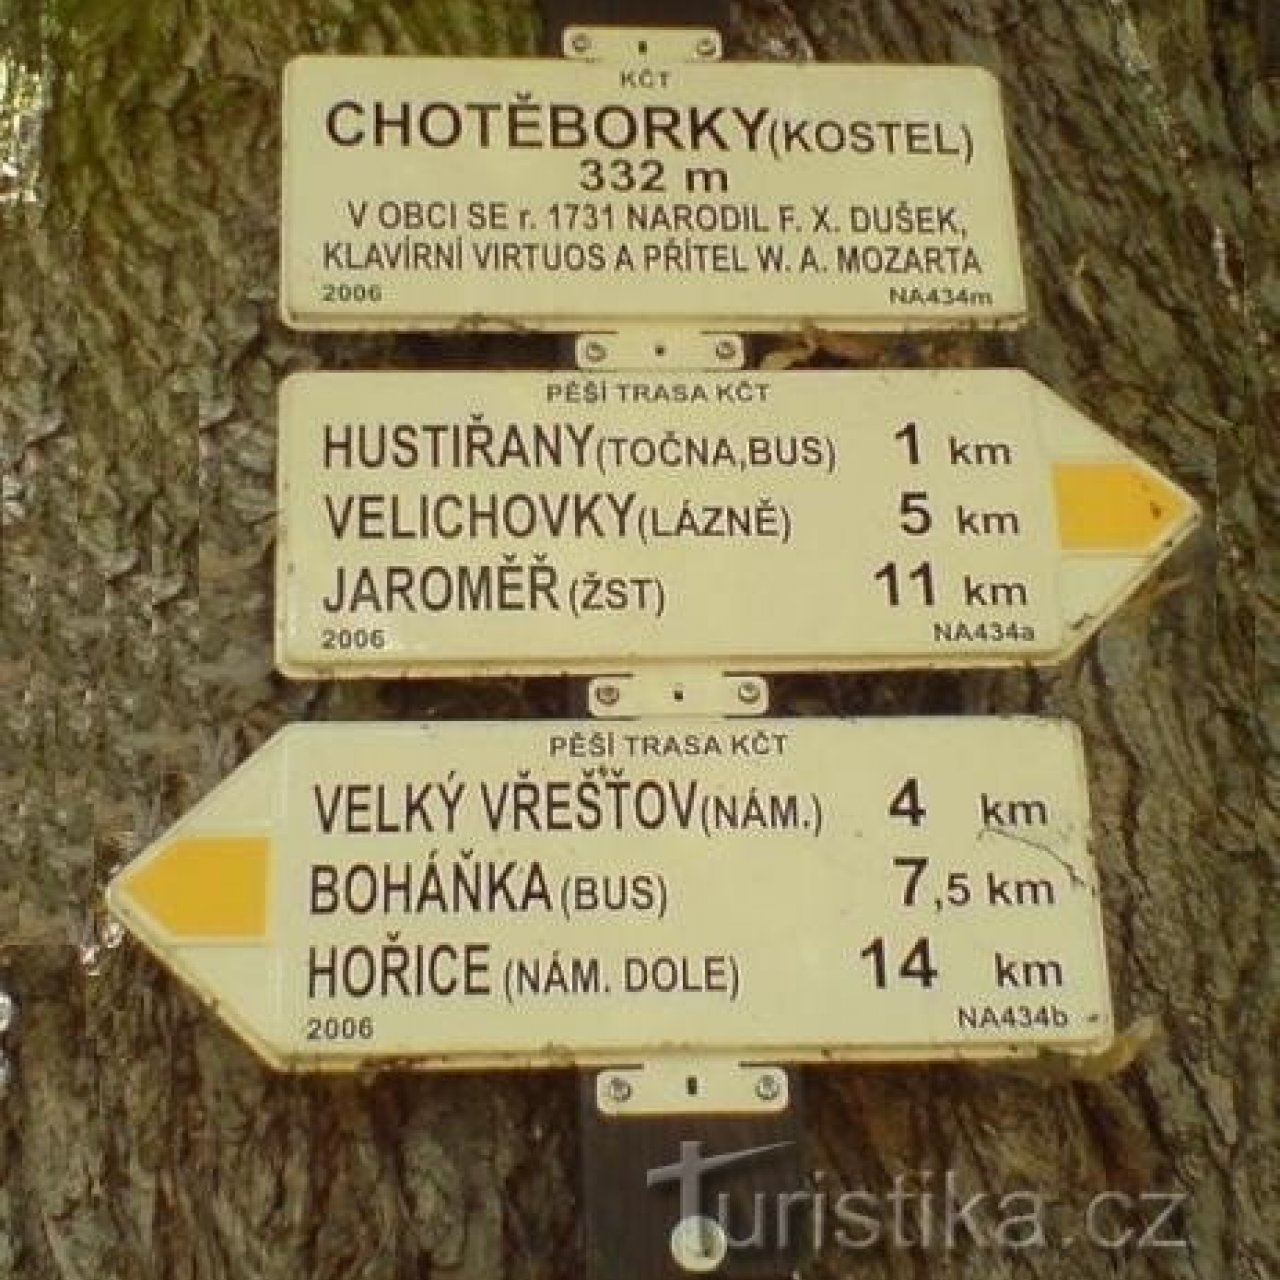 KČT
CHOTĚBORKY(KOSTEL)
332 m
V OBCI SE r. 1731 NARODIL F. X. DUŠEK,
KLAVÍRNÍ VIRTUOS A PŘÍTEL W. A. MOZARTA
2006 NA434m
PĚŠÍ TRASA KČT
HUSTIŘANY(TOČNA,BUS) 1 km
VELICHOVKY(LÁZNĚ) 5 km
JAROMĚŘ(ŽST) 11 km
2006 NA434a
PĚŠÍ TRASA KČT
VELKÝ VŘEŠŤOV(NÁM.) 4 km
BOHÁŇKA(BUS) 7,5 km
HOŘICE(NÁM. DOLE) 14 km
2006 NA434b
Turistika.cz